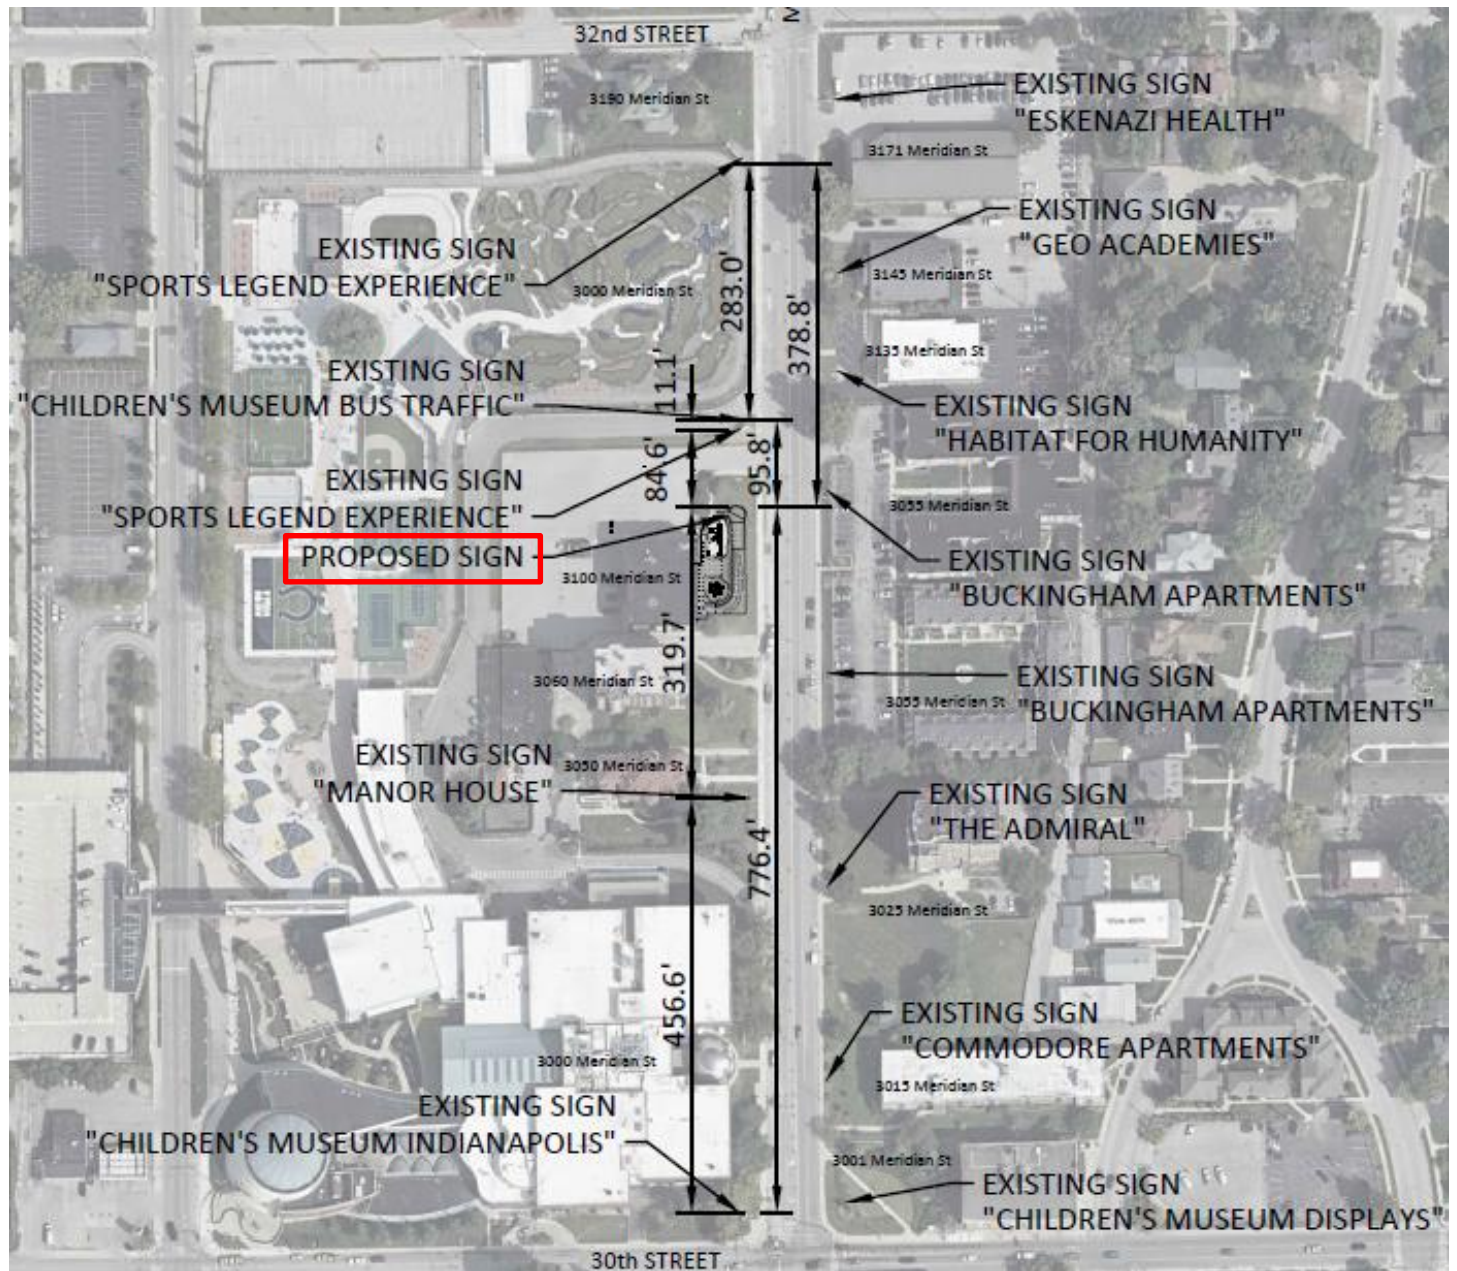 32nd STREET
M
3190 Meridian St
EXISTING SIGN
"ESKENAZI HEALTH"
3171 Meridian St
EXISTING SIGN
"GEO ACADEMIES"
EXISTING SIGN
"SPORTS LEGEND EXPERIENCE"
3000 Meridian St
283.0'
378.8'
3145 Meridian St
3135 Meridian St
EXISTING SIGN
"CHILDREN'S MUSEUM BUS TRAFFIC"
11.1'
EXISTING SIGN
"HABITAT FOR HUMANITY"
84.6'
95.8'
EXISTING SIGN
"SPORTS LEGEND EXPERIENCE"
3055 Meridian St
PROPOSED SIGN
3100 Meridian St
EXISTING SIGN
"BUCKINGHAM APARTMENTS"
319.7'
3060 Meridian St
EXISTING SIGN
"BUCKINGHAM APARTMENTS"
3055 Meridian St
EXISTING SIGN
"MANOR HOUSE"
3050 Meridian St
EXISTING SIGN
"THE ADMIRAL"
776.4'
3025 Meridian St
456.6'
EXISTING SIGN
"COMMODORE APARTMENTS"
3000 Meridian St
3015 Meridian St
EXISTING SIGN
"CHILDREN'S MUSEUM INDIANAPOLIS"
3001 Meridian St
EXISTING SIGN
"CHILDREN'S MUSEUM DISPLAYS"
30th STREET